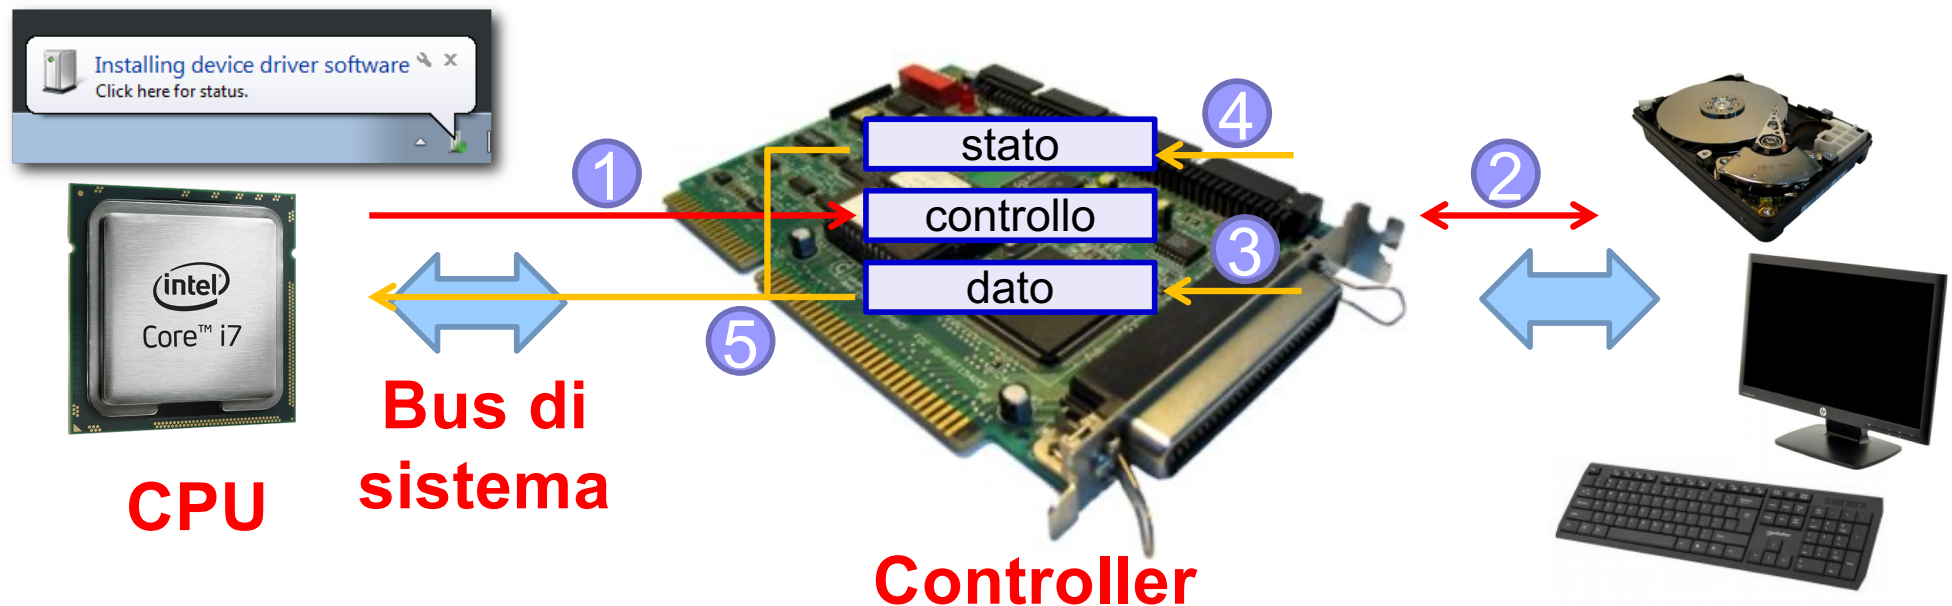 Installing device driver software
Click here for status.
1
stato
4
controllo
2
3
dato
5
intel
Core™ i7
Bus di
sistema
CPU
Controller